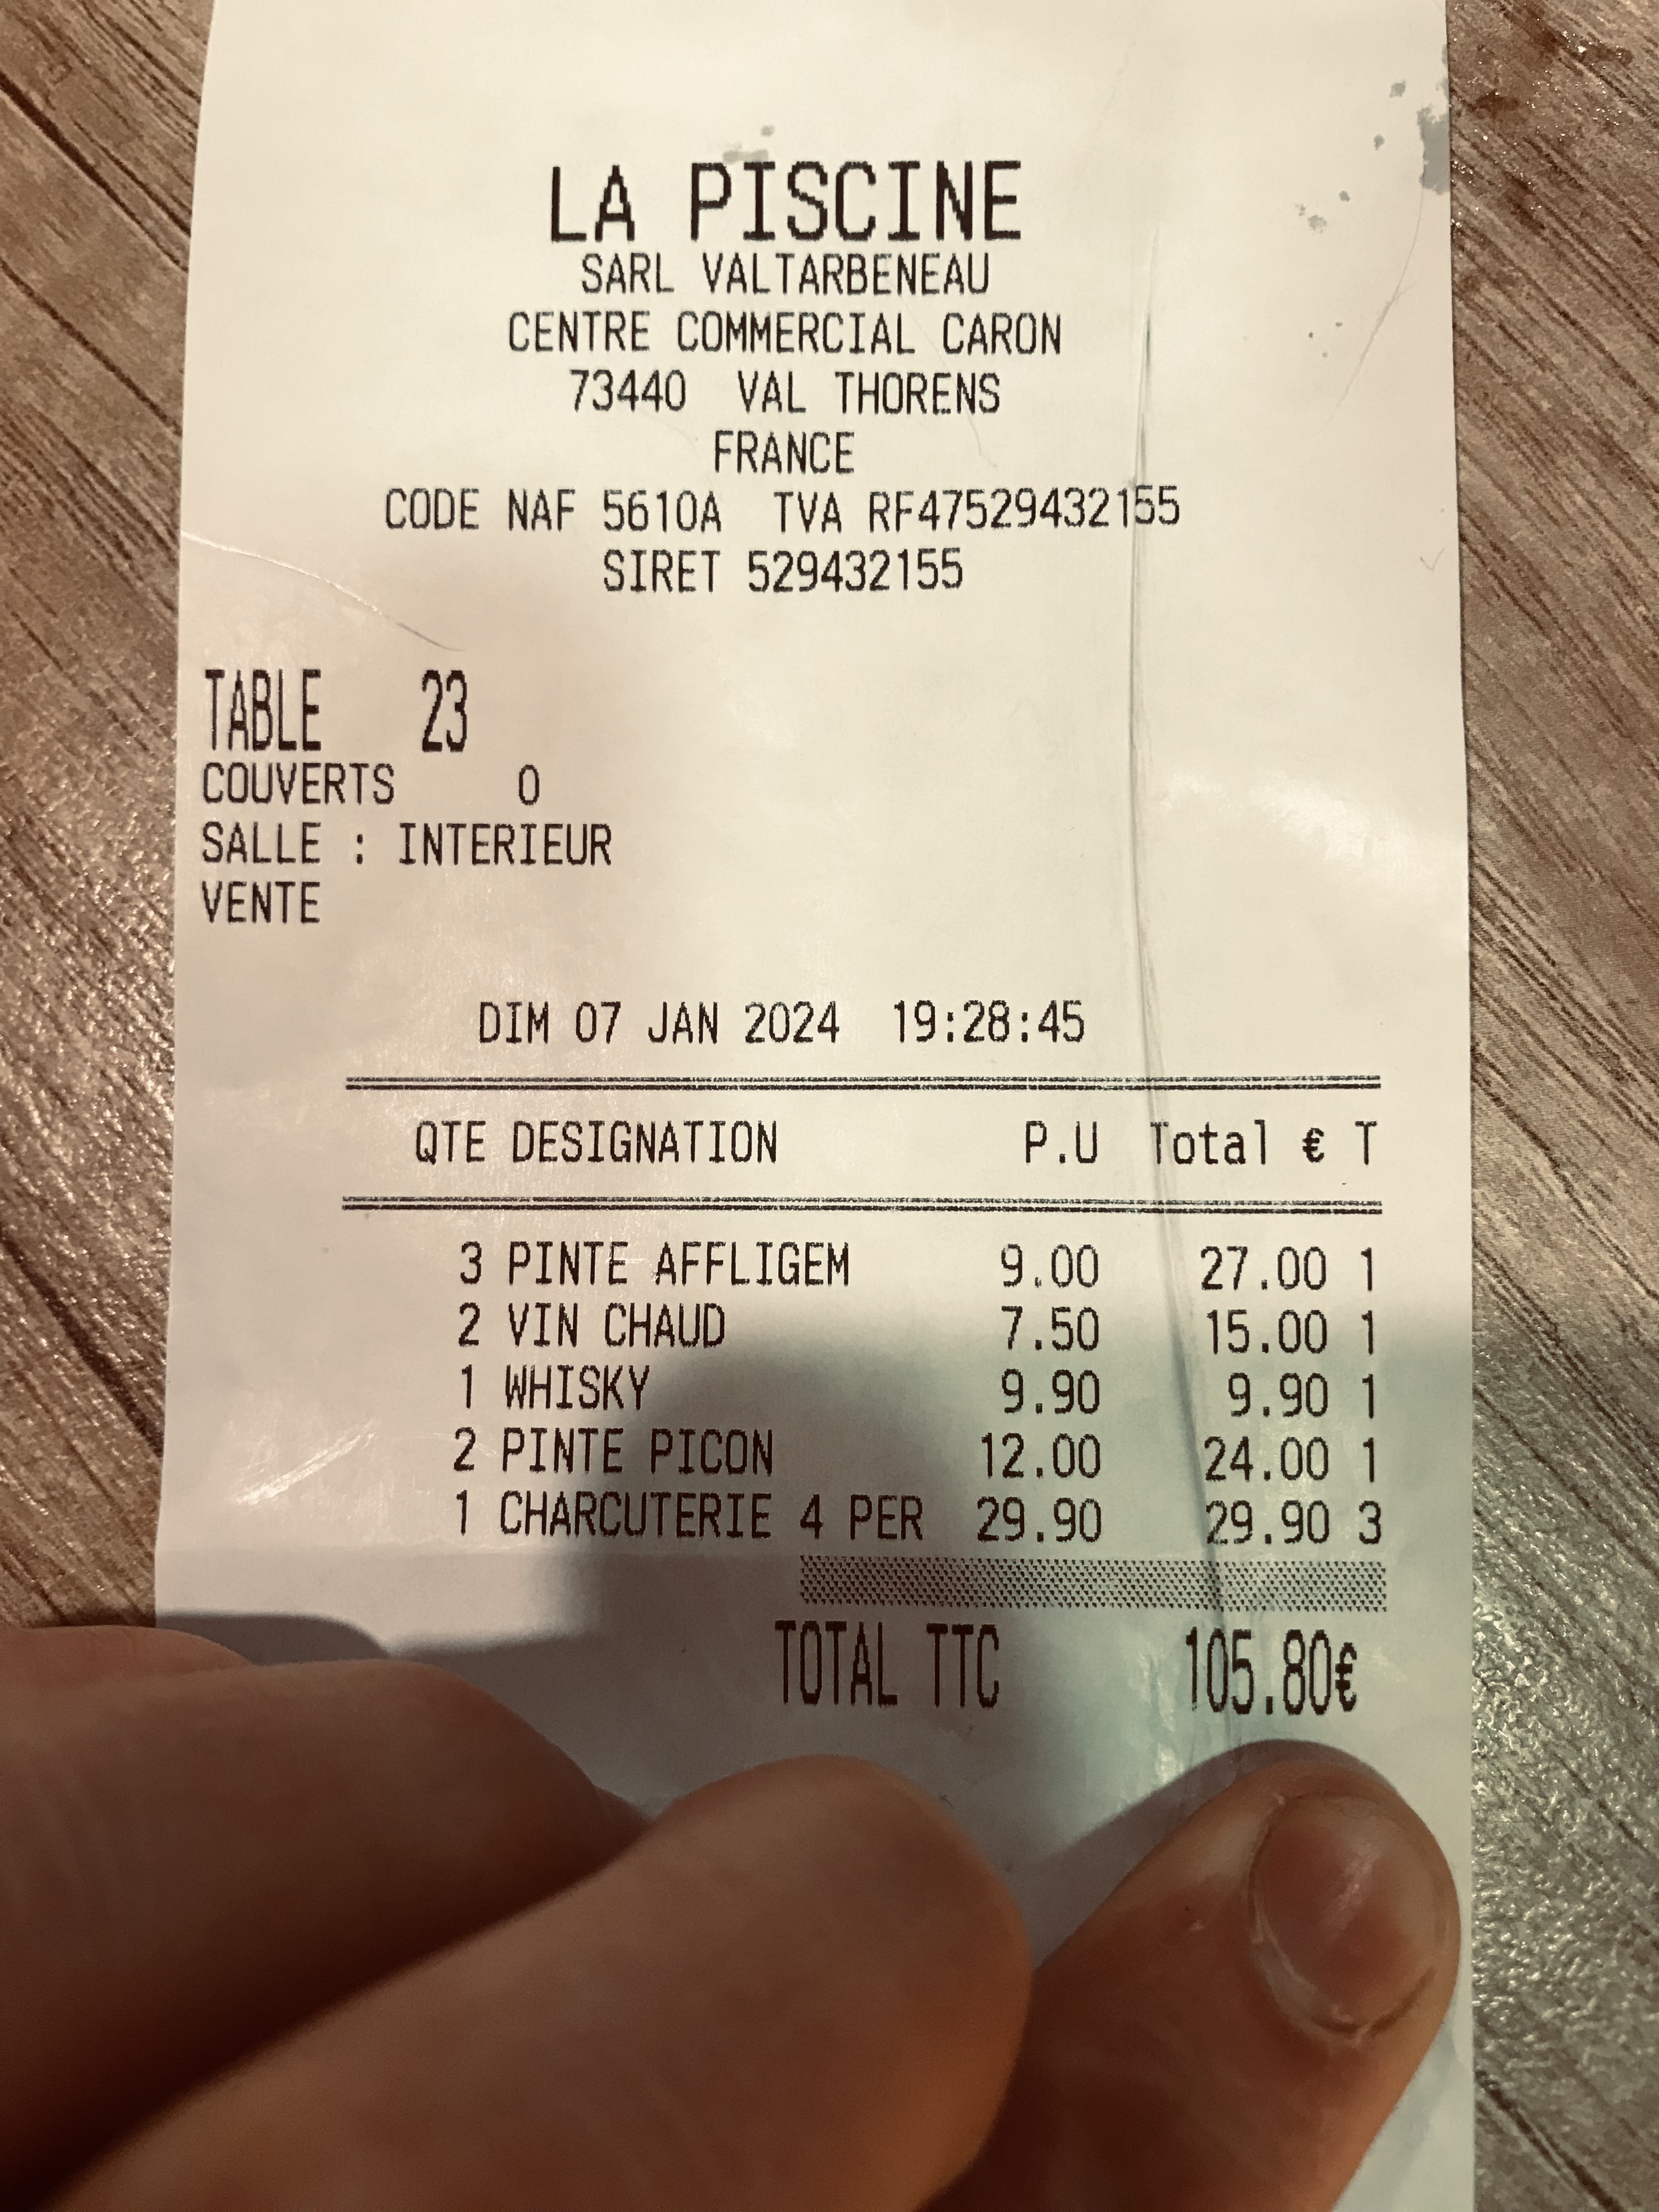 LA PISCINE
SARL VALTARBENEAU
CENTRE COMMERCIAL CARON
73440 VAL THORENS
FRANCE
CODE NAF 5610A TVA RF47529432155
SIRET 529432155
TABLE 23
COUVERTS 0
SALLE : INTERIEUR
VENTE
DIM 07 JAN 2024 19:28:45
QTE DESIGNATION P.U Total € T
3 PINTE AFFLIGEM 9.00 27.00 1
2 VIN CHAUD 7.50 15.00 1
1 WHISKY 9.90 9.90 1
2 PINTE PICON 12.00 24.00 1
1 CHARCUTERIE 4 PER 29.90 29.90 3
TOTAL TTC 105.80€